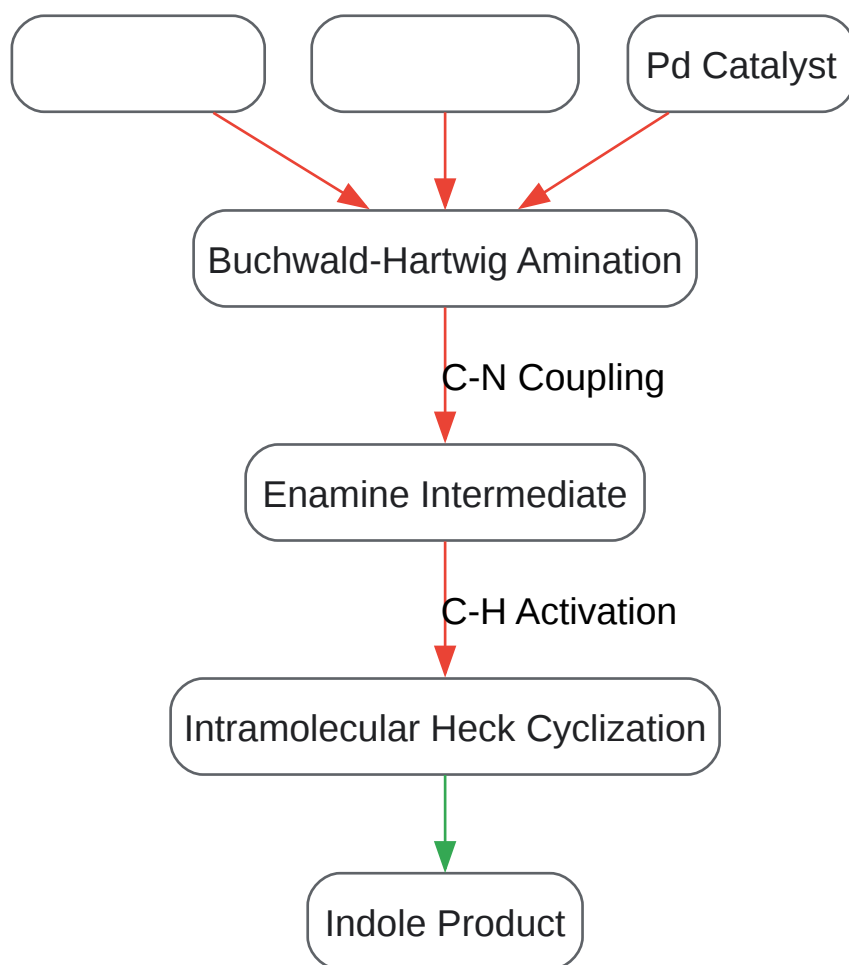 Pd Catalyst
Buchwald-Hartwig Amination
C-N Coupling
Enamine Intermediate
C-H Activation
Intramolecular Heck Cyclization
Indole Product